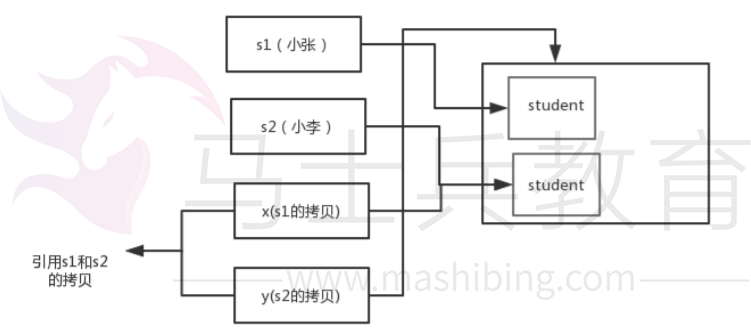 s1（小张）
s2（小李）
x(s1的拷贝)
y(s2的拷贝)
引用s1和s2
的拷贝
student
student
马士兵教育
www.mashibing.com